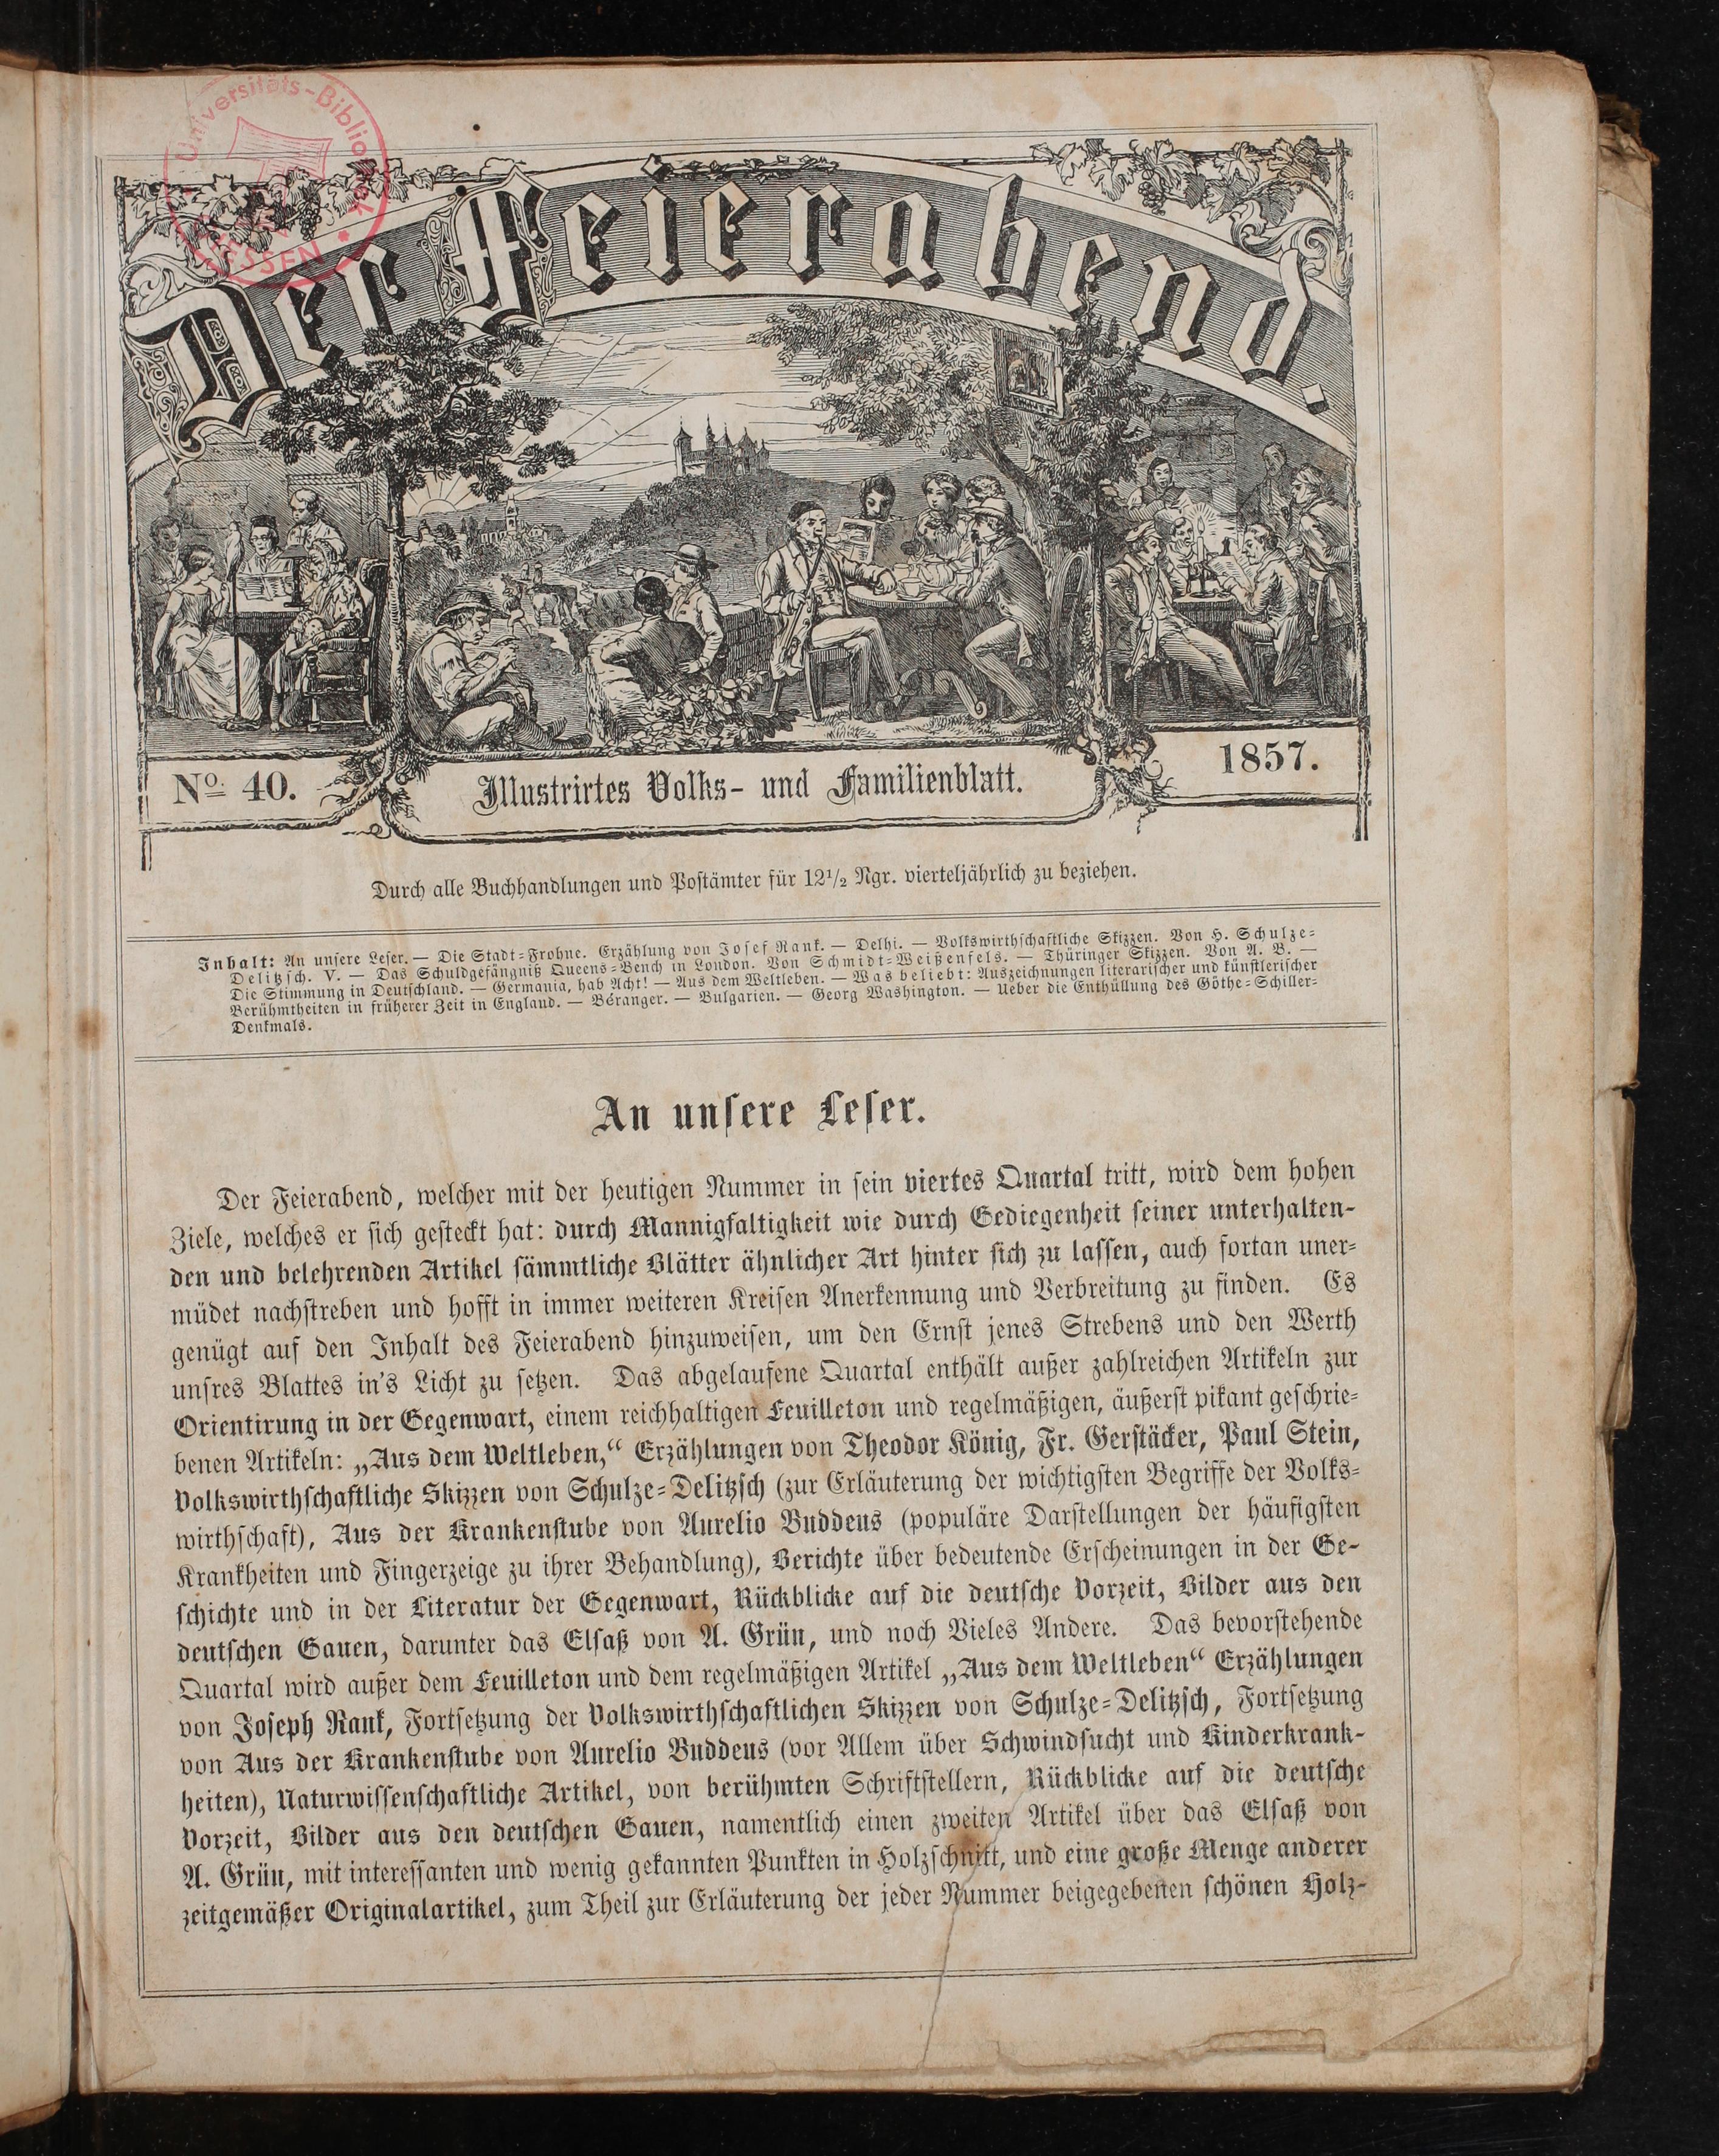 Universitäts-Bibliothek
ESSEN
Der Feierabend.
No. 40.
Illustrirtes Volks- und Familienblatt.
1857.
Durch alle Buchhandlungen und Postämter für 12½ Ngr. vierteljährlich zu beziehen.
Inhalt: An unsere Leser. — Die Stadt-Frohne. Erzählung von Josef Rank. — Delhi. — Volkswirthschaftliche Skizzen. Von H. Schulze-
Delitzsch. V. — Das Schuldgefängniß Queens-Bench in London. Von Schmidt-Weißenfels. — Thüringer Skizzen. Von A. B. —
Die Stimmung in Deutschland. — Germania, hab Acht! — Aus dem Weltleben. — Was beliebt: Auszeichnungen literarischer und künstlerischer
Berühmtheiten in früherer Zeit in England. — Béranger. — Bulgarien. — Georg Washington. — Ueber die Enthüllung des Göthe-Schiller-
Denkmals.
An unsere Leser.
Der Feierabend, welcher mit der heutigen Nummer in sein viertes Quartal tritt, wird dem hohen
Ziele, welches er sich gesteckt hat: durch Mannigfaltigkeit wie durch Gediegenheit seiner unterhalten-
den und belehrenden Artikel sämmtliche Blätter ähnlicher Art hinter sich zu lassen, auch fortan uner-
müdet nachstreben und hofft in immer weiteren Kreisen Anerkennung und Verbreitung zu finden. Es
genügt auf den Inhalt des Feierabend hinzuweisen, um den Ernst jenes Strebens und den Werth
unsres Blattes in's Licht zu setzen. Das abgelaufene Quartal enthält außer zahlreichen Artikeln zur
Orientirung in der Gegenwart, einem reichhaltigen Feuilleton und regelmäßigen, äußerst pikant geschrie-
benen Artikeln: „Aus dem Weltleben,“ Erzählungen von Theodor König, Fr. Gerstäcker, Paul Stein,
Volkswirthschaftliche Skizzen von Schulze-Delitzsch (zur Erläuterung der wichtigsten Begriffe der Volks-
wirthschaft), Aus der Krankenstube von Aurelio Buddeus (populäre Darstellungen der häufigsten
Krankheiten und Fingerzeige zu ihrer Behandlung), Berichte über bedeutende Erscheinungen in der Ge-
schichte und in der Literatur der Gegenwart, Rückblicke auf die deutsche Vorzeit, Bilder aus den
deutschen Gauen, darunter das Elsaß von A. Grün, und noch Vieles Andere. Das bevorstehende
Quartal wird außer dem Feuilleton und dem regelmäßigen Artikel „Aus dem Weltleben“ Erzählungen
von Joseph Rank, Fortsetzung der Volkswirthschaftlichen Skizzen von Schulze-Delitzsch, Fortsetzung
von Aus der Krankenstube von Aurelio Buddeus (vor Allem über Schwindsucht und Kinderkrank-
heiten), Naturwissenschaftliche Artikel, von berühmten Schriftstellern, Rückblicke auf die deutsche
Vorzeit, Bilder aus den deutschen Gauen, namentlich einen zweiten Artikel über das Elsaß von
A. Grün, mit interessanten und wenig gekannten Punkten in Holzschnitt, und eine große Menge anderer
zeitgemäßer Originalartikel, zum Theil zur Erläuterung der jeder Nummer beigegebenen schönen Holz-